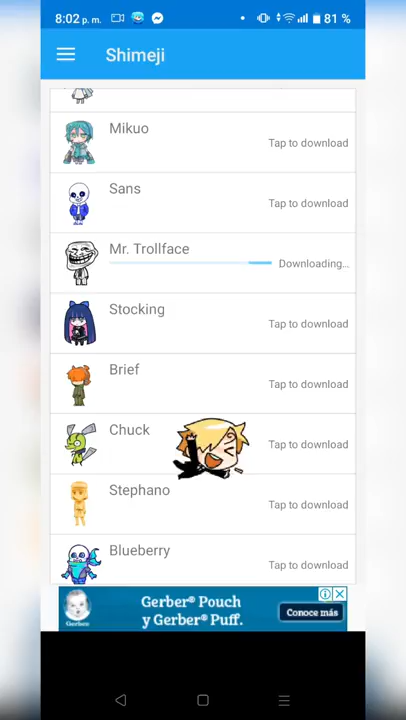 8:02 p. m.
81 %
Shimeji
Mikuo
Tap to download
Sans
Tap to download
Mr. Trollface
Downloading...
Stocking
Tap to download
Brief
Tap to download
Chuck
Tap to download
Stephano
Tap to download
Blueberry
Tap to download
Gerber® Pouch
y Gerber® Puff.
Conoce más
Gerber